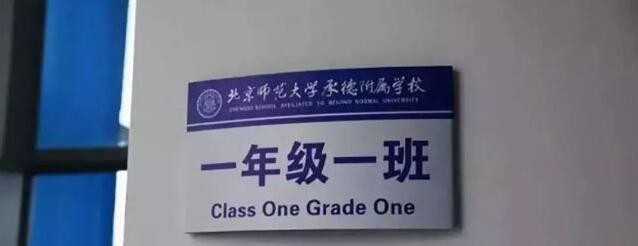 北京师范大学承德附属学校
CHENGDE SCHOOL AFFILIATED TO BEIJING NORMAL UNIVERSITY
一年级一班
Class One Grade One